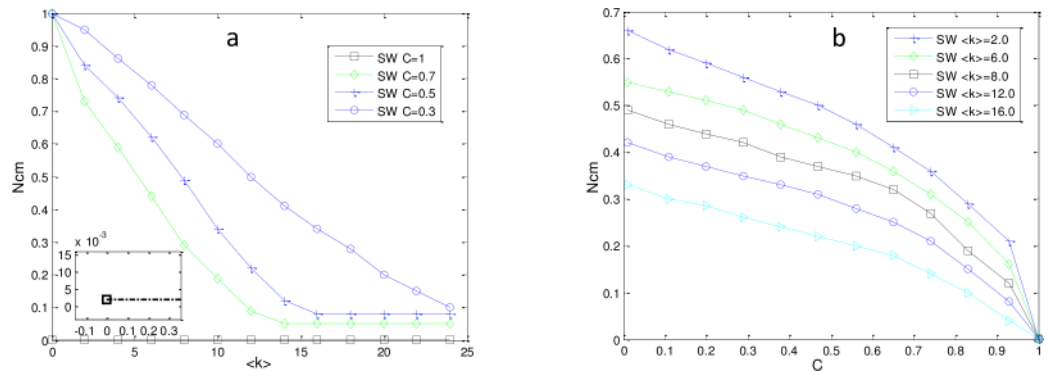 a
SW C=1
SW C=0.7
SW C=0.5
SW C=0.3
1
0.9
0.8
0.7
0.6
0.5
0.4
0.3
0.2
0.1
0
Ncm
x 10⁻³
15
10
5
0
-0.1 0 0.1 0.2 0.3
0 5 10 15 20 25
<k>
b
SW <k>=2.0
SW <k>=6.0
SW <k>=8.0
SW <k>=12.0
SW <k>=16.0
0.7
0.6
0.5
0.4
0.3
0.2
0.1
0
Ncm
0 0.1 0.2 0.3 0.4 0.5 0.6 0.7 0.8 0.9 1
C